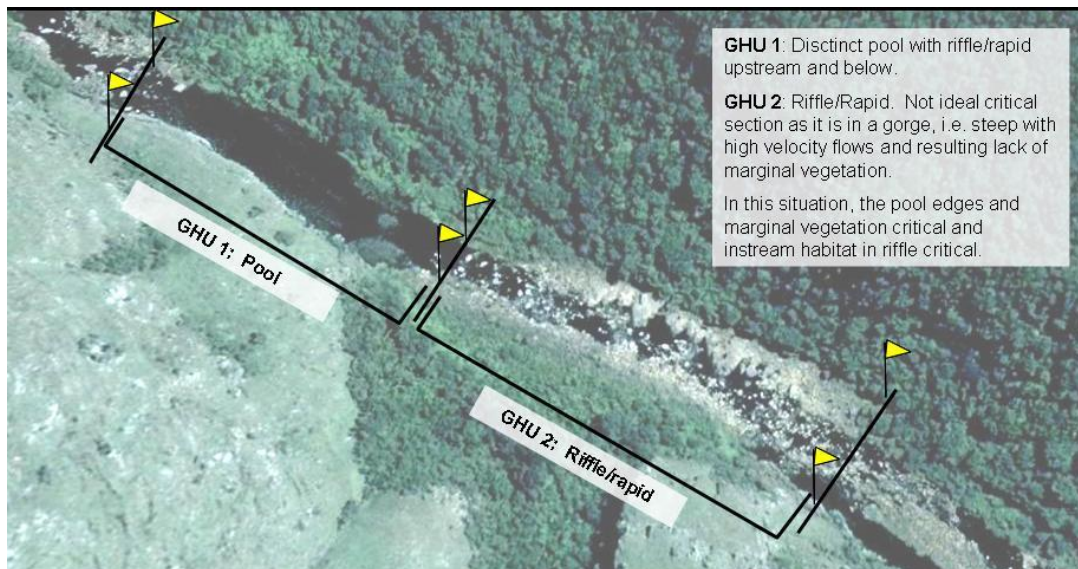 GHU 1: Disctinct pool with riffle/rapid
upstream and below.
GHU 2: Riffle/Rapid. Not ideal critical
section as it is in a gorge, i.e. steep with
high velocity flows and resulting lack of
marginal vegetation.
In this situation, the pool edges and
marginal vegetation critical and
instream habitat in riffle critical.
GHU 1; Pool
GHU 2; Riffle/rapid